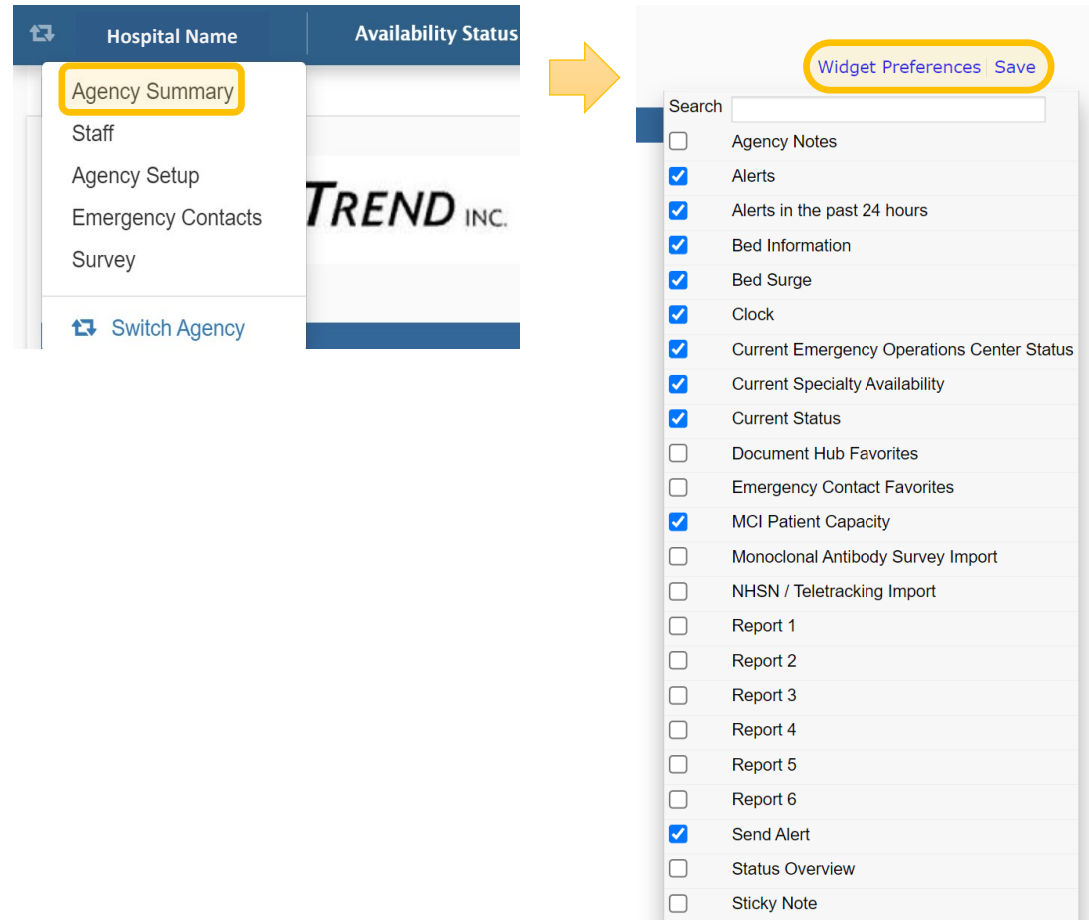 Hospital Name
Availability Status
Agency Summary
Staff
Agency Setup
Emergency Contacts
Survey
Switch Agency
TREND INC.
Widget Preferences Save
Search
Agency Notes
Alerts
Alerts in the past 24 hours
Bed Information
Bed Surge
Clock
Current Emergency Operations Center Status
Current Specialty Availability
Current Status
Document Hub Favorites
Emergency Contact Favorites
MCI Patient Capacity
Monoclonal Antibody Survey Import
NHSN / Teletracking Import
Report 1
Report 2
Report 3
Report 4
Report 5
Report 6
Send Alert
Status Overview
Sticky Note